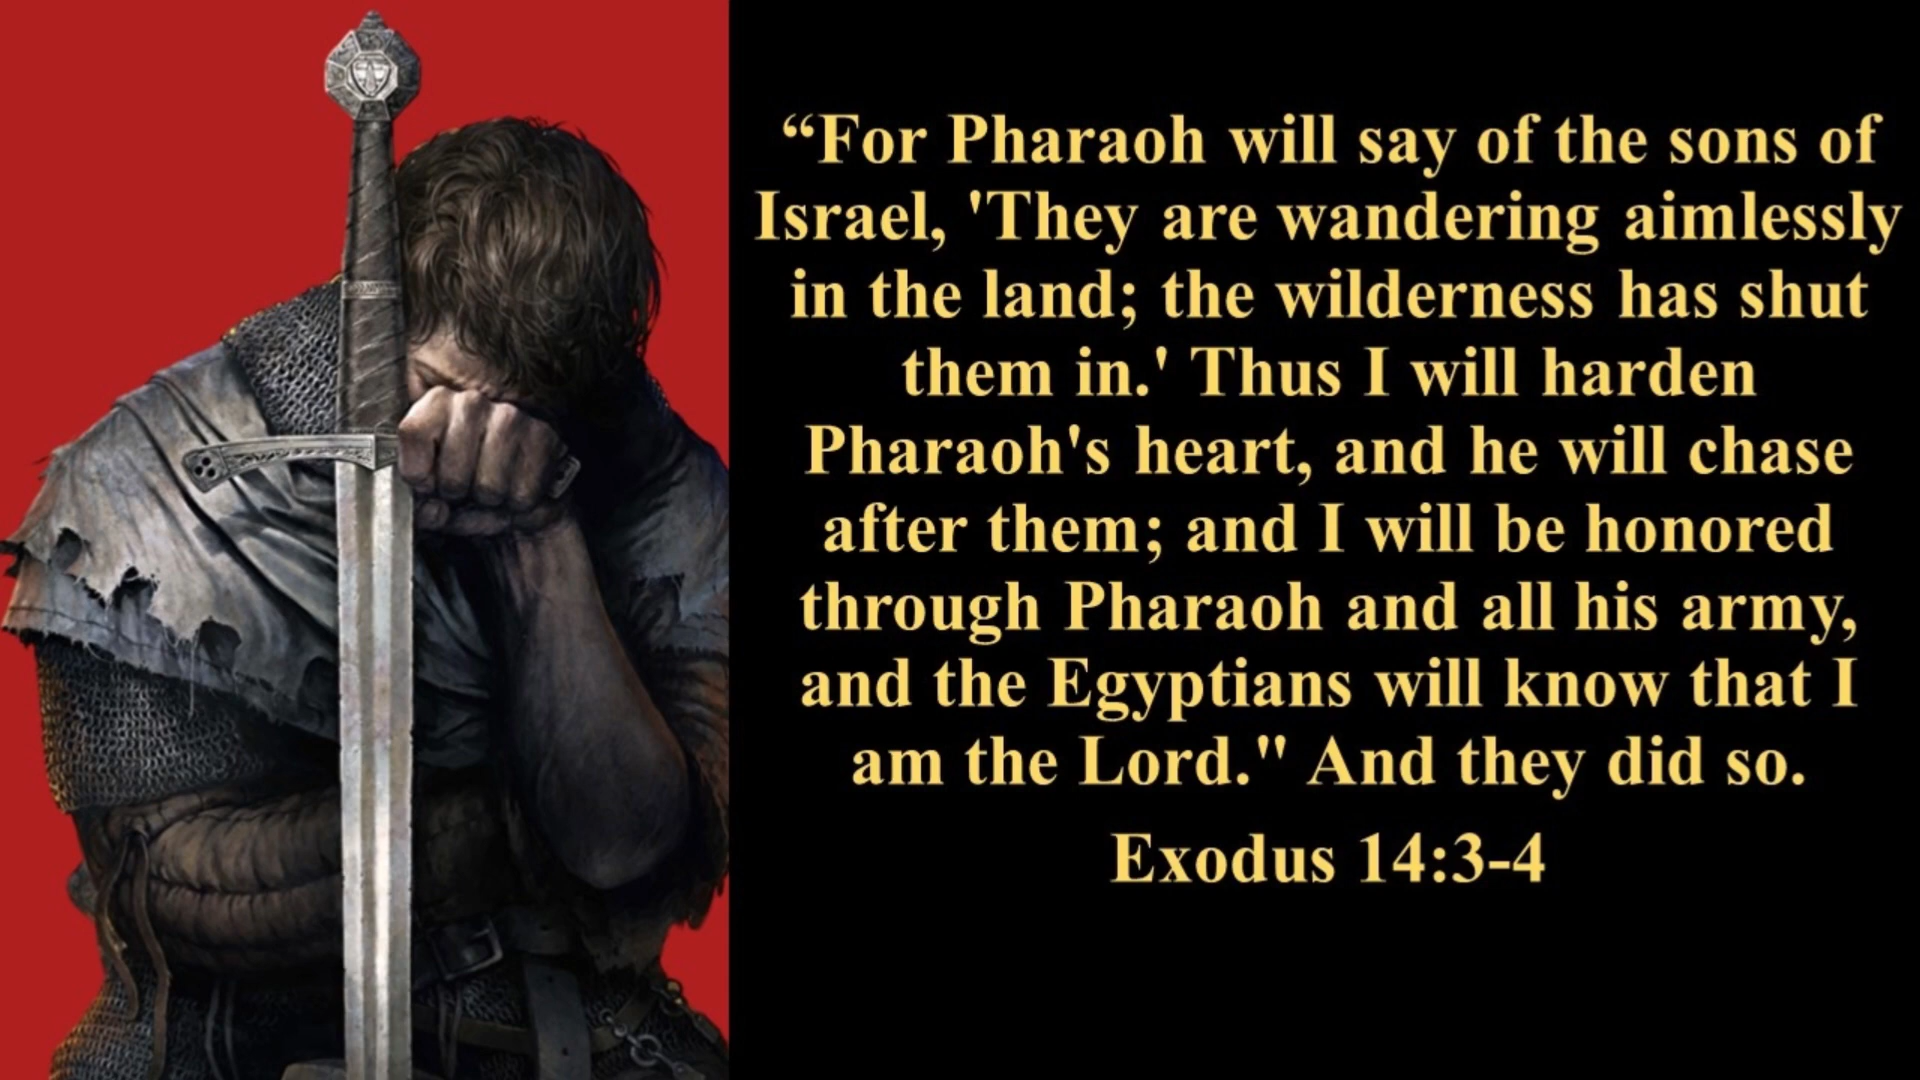 “For Pharaoh will say of the sons of
Israel, 'They are wandering aimlessly
in the land; the wilderness has shut
them in.' Thus I will harden
Pharaoh's heart, and he will chase
after them; and I will be honored
through Pharaoh and all his army,
and the Egyptians will know that I
am the Lord." And they did so.
Exodus 14:3-4